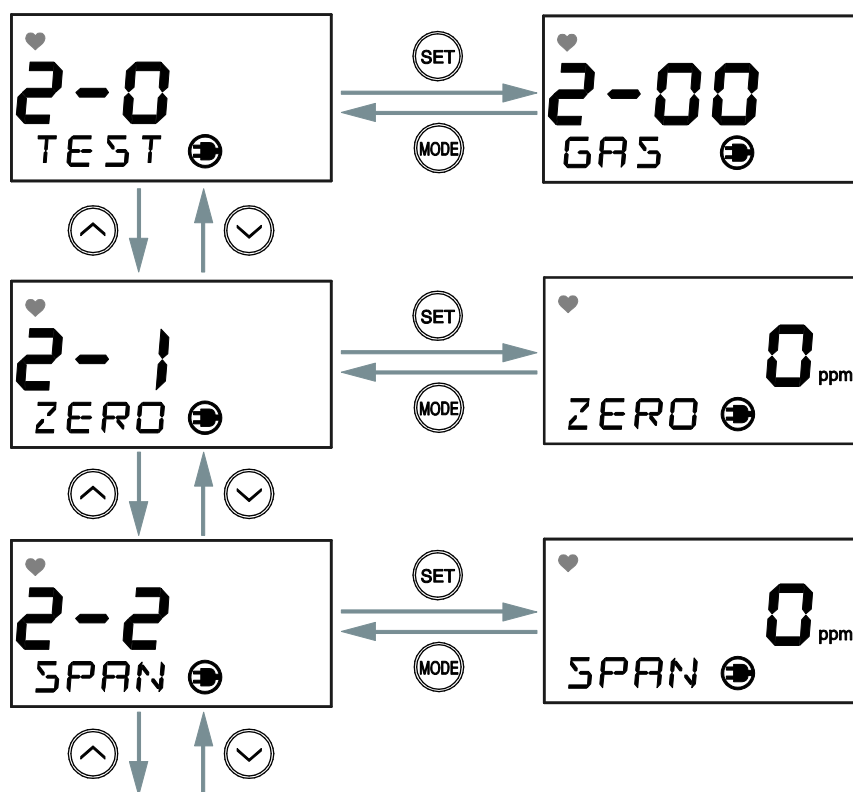 2-0
TEST
SET
MODE
2-00
GAS
2-1
ZERO
SET
MODE
0 ppm
ZERO
2-2
SPAN
SET
MODE
0 ppm
SPAN